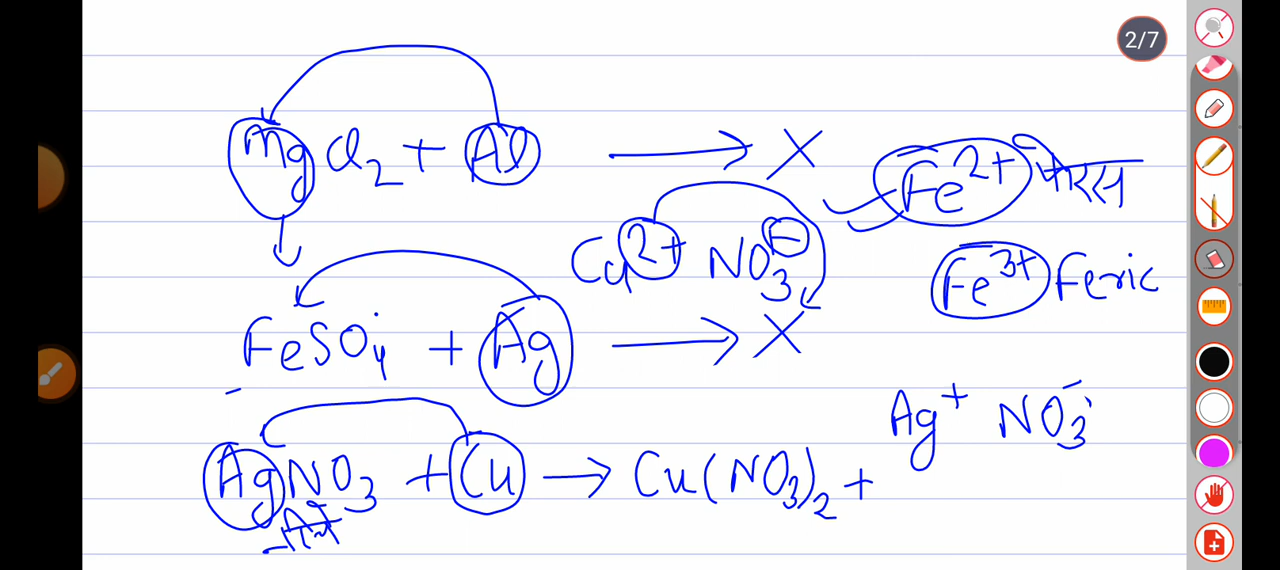 2/7
MgCl₂ + Al ⟶ X
Fe²⁺ फेरस
Cu²⁺ NO₃⁻
Fe³⁺ Feric
FeSO₄ + Ag ⟶ X
Ag⁺ NO₃⁻
AgNO₃ + Cu → Cu(NO₃)₂ +